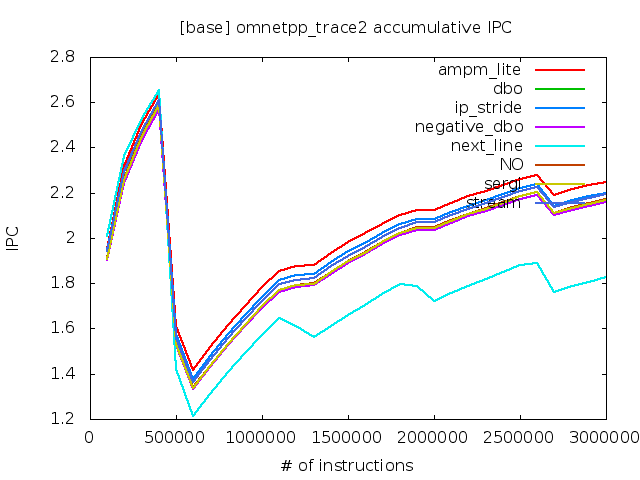 [base] omnetpp_trace2 accumulative IPC
2.8
2.6
2.4
2.2
2
1.8
1.6
1.4
1.2
IPC
ampm_lite
dbo
ip_stride
negative_dbo
next_line
NO
sergi
stream
0 500000 1000000 1500000 2000000 2500000 3000000
# of instructions